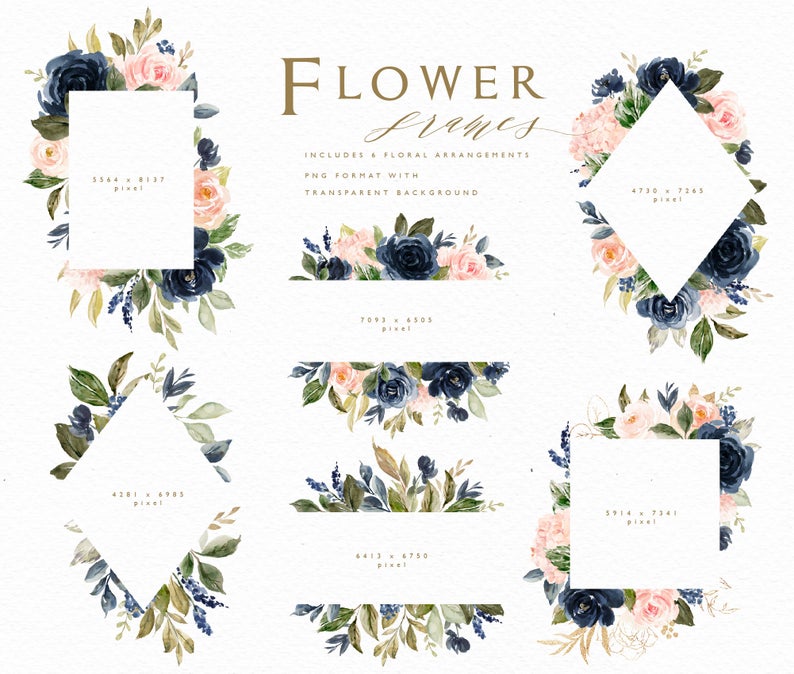 FLOWER
frames
INCLUDES 6 FLORAL ARRANGEMENTS
PNG FORMAT WITH
TRANSPARENT BACKGROUND
5564 x 8137
pixel
4730 x 7265
pixel
7093 x 6505
pixel
4281 x 6985
pixel
6413 x 6750
pixel
5914 x 7341
pixel